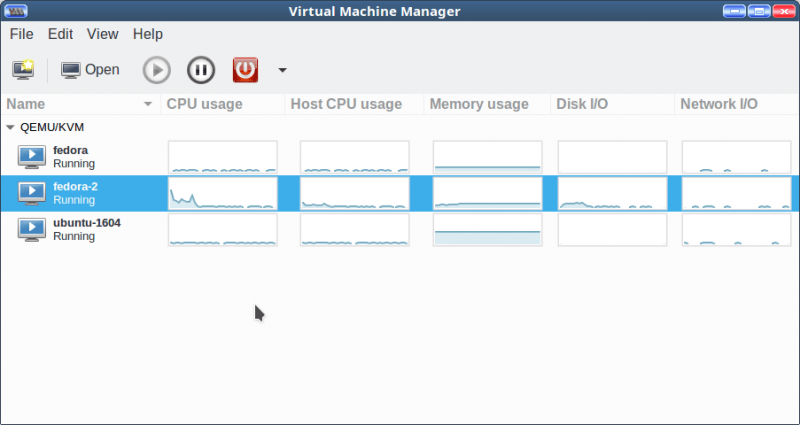 Virtual Machine Manager
File Edit View Help
Open
Name CPU usage Host CPU usage Memory usage Disk I/O Network I/O
QEMU/KVM
fedora
Running
fedora-2
Running
ubuntu-1604
Running